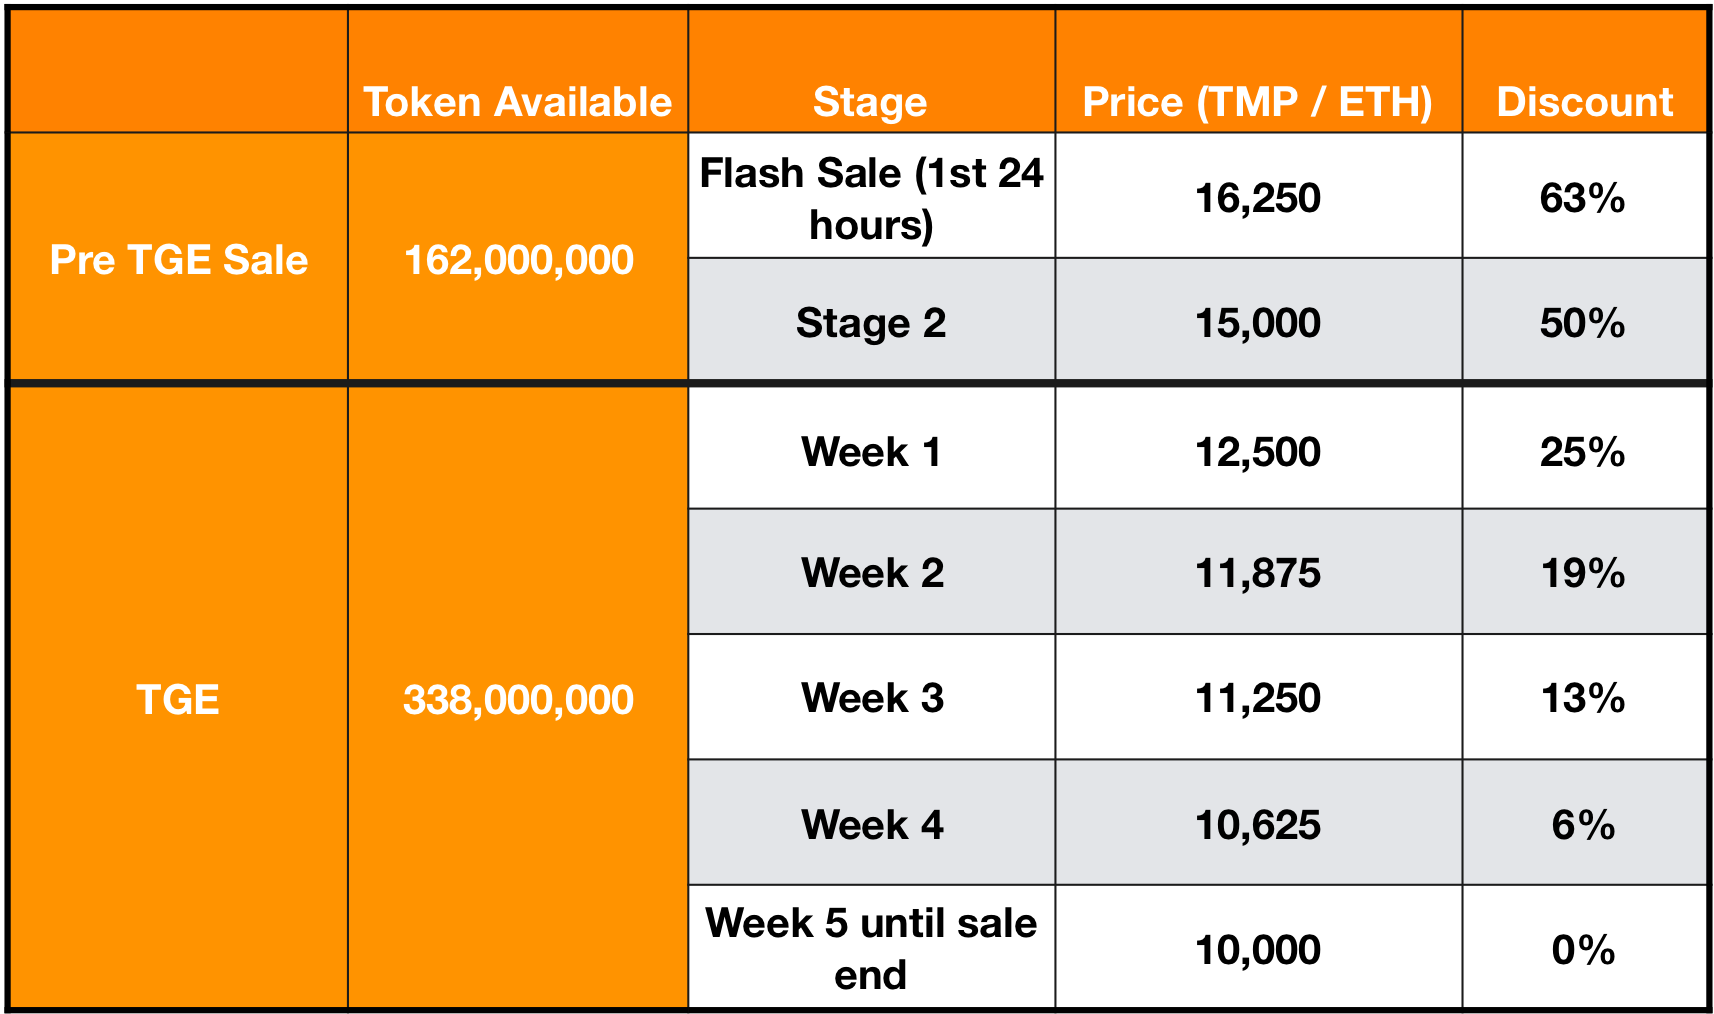 Token Available
Stage
Price (TMP / ETH)
Discount
Pre TGE Sale
162,000,000
Flash Sale (1st 24
hours)
16,250
63%
Stage 2
15,000
50%
TGE
338,000,000
Week 1
12,500
25%
Week 2
11,875
19%
Week 3
11,250
13%
Week 4
10,625
6%
Week 5 until sale
end
10,000
0%